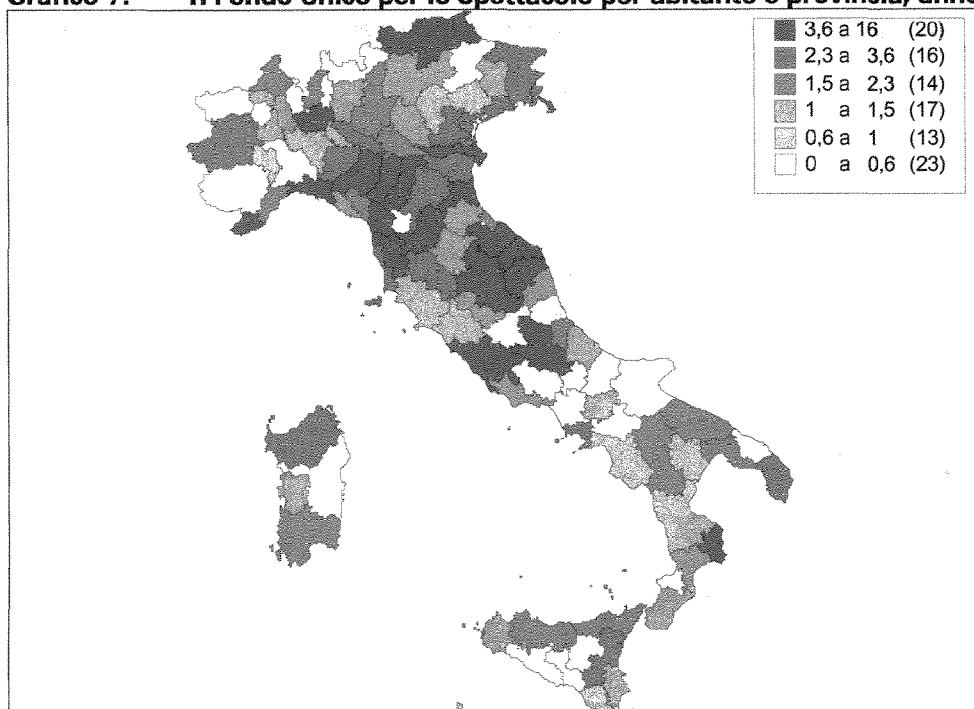 Grafico 7. Il Fondo Unico per lo Spettacolo per abitante e provincia, anno
3,6 a 16 (20)
2,3 a 3,6 (16)
1,5 a 2,3 (14)
1 a 1,5 (17)
0,6 a 1 (13)
0 a 0,6 (23)